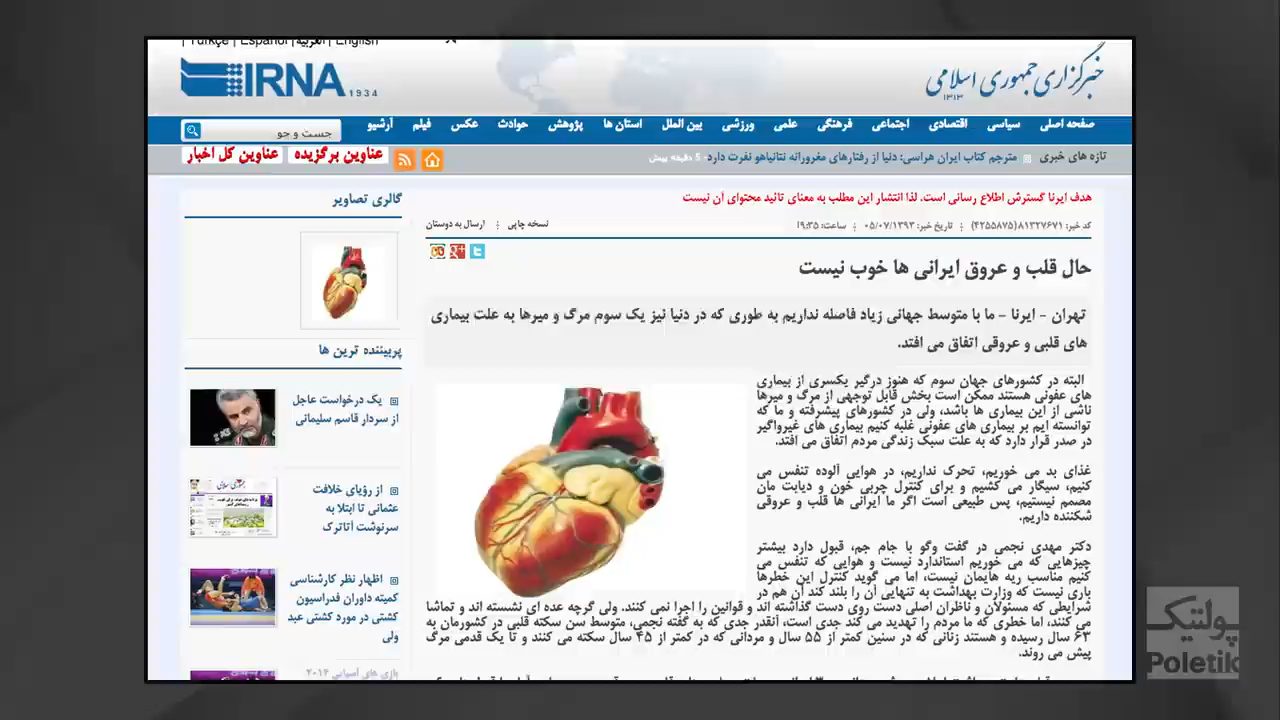 Türkçe | Español | العربیة | English
IRNA 1934
خبرگزاری جمهوری اسلامی
۱۳۱۳
صفحه اصلی سیاسی اقتصادی اجتماعی فرهنگی علمی ورزشی بین الملل استان ها پژوهش حوادث عکس فیلم آرشیو
جست و جو
تازه های خبری
مترجم کتاب ایران هراسی: دنیا از رفتارهای مغرورانه نتانیاهو نفرت دارد- 5 دقیقه پیش
عناوین برگزیده
عناوین کل اخبار
هدف ایرنا گسترش اطلاع رسانی است. لذا انتشار این مطلب به معنای تائید محتوای آن نیست
کد خبر: ۸۱۳۲۷۶۷۱(۴۲۵۵۸۷۵) تاریخ خبر: ۰۵/۰۷/۱۳۹۳ ساعت: ۱۹:۳۵
نسخه چاپی ارسال به دوستان
حال قلب و عروق ایرانی ها خوب نیست
تهران - ایرنا - ما با متوسط جهانی زیاد فاصله نداریم به طوری که در دنیا نیز یک سوم مرگ و میرها به علت بیماری
های قلبی و عروقی اتفاق می افتد.
البته در کشورهای جهان سوم که هنوز درگیر یکسری از بیماری
های عفونی هستند ممکن است بخش قابل توجهی از مرگ و میرها
ناشی از این بیماری ها باشد، ولی در کشورهای پیشرفته و ما که
توانسته ایم بر بیماری های عفونی غلبه کنیم بیماری های غیرواگیر
در صدر قرار دارد که به علت سبک زندگی مردم اتفاق می افتد.
غذای بد می خوریم، تحرک نداریم، در هوایی آلوده تنفس می
کنیم، سیگار می کشیم و برای کنترل چربی خون و دیابت مان
مصمم نیستیم، پس طبیعی است اگر ما ایرانی ها قلب و عروقی
شکننده داریم.
دکتر مهدی نجمی در گفت وگو با جام جم، قبول دارد بیشتر
چیزهایی که می خوریم استاندارد نیست و هوایی که تنفس می
کنیم مناسب ریه هایمان نیست، اما می گوید کنترل این خطرها
باری نیست که وزارت بهداشت به تنهایی آن را بلند کند آن هم در
شرایطی که مسئولان و ناظران اصلی دست روی دست گذاشته اند و قوانین را اجرا نمی کنند. ولی گرچه عده ای نشسته اند و تماشا
می کنند، اما خطری که ما مردم را تهدید می کند جدی است، آنقدر جدی که به گفته نجمی، متوسط سن سکته قلبی در کشورمان به
۶۳ سال رسیده و هستند زنانی که در سنین کمتر از ۵۵ سال و مردانی که در کمتر از ۴۵ سال سکته می کنند و تا یک قدمی مرگ
پیش می روند.
گالری تصاویر
پربیننده ترین ها
یک درخواست عاجل
از سردار قاسم سلیمانی
از رؤیای خلافت
عثمانی تا ابتلا به
سرنوشت آتاترک
اظهار نظر کارشناسی
کمیته داوران فدراسیون
کشتی در مورد کشتی عبد
ولی
بازی های آسیایی ۲۰۱۴
پولتیک
Poletik